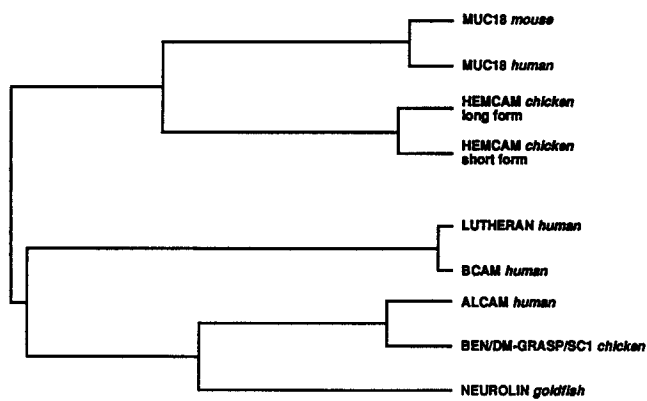 MUC18 mouse
MUC18 human
HEMCAM chicken
long form
HEMCAM chicken
short form
LUTHERAN human
BCAM human
ALCAM human
BEN/DM-GRASP/SC1 chicken
NEUROLIN goldfish